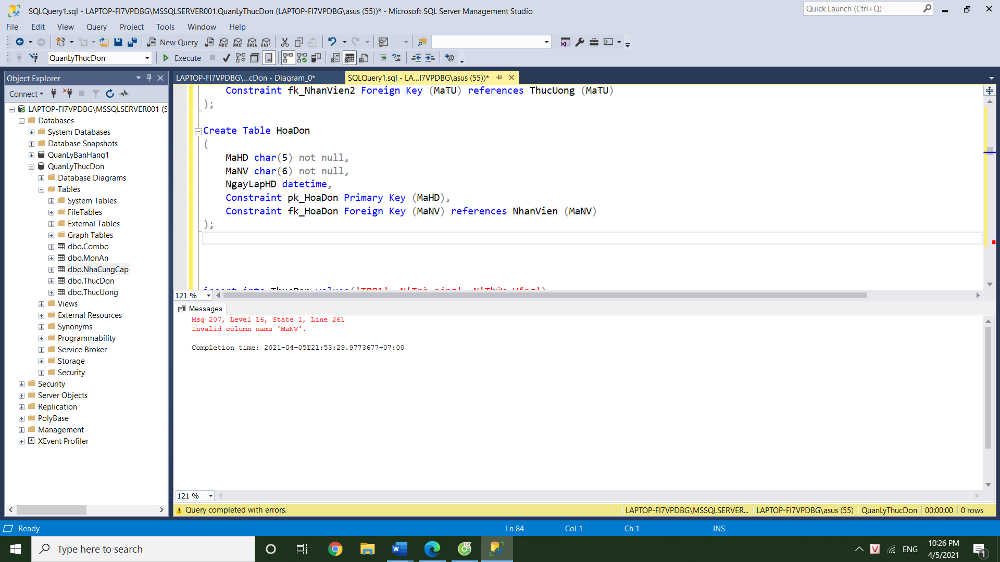 SQLQuery1.sql - LAPTOP-FI7VPDBG\MSSQLSERVER001.QuanLyThucDon (LAPTOP-FI7VPDBG\asus (55))* - Microsoft SQL Server Management Studio
Quick Launch (Ctrl+Q)
File Edit View Query Project Tools Window Help
New Query MDX DMX XMLA DAX
QuanLyThucDon Execute
Object Explorer
LAPTOP-FI7VPDBG\...cDon - Diagram_0*
SQLQuery1.sql - LA...I7VPDBG\asus (55))*
Connect
LAPTOP-FI7VPDBG\MSSQLSERVER001 (S
Databases
System Databases
Database Snapshots
QuanLyBanHang1
QuanLyThucDon
Database Diagrams
Tables
System Tables
FileTables
External Tables
Graph Tables
dbo.Combo
dbo.MonAn
dbo.NhaCungCap
dbo.ThucDon
dbo.ThucUong
Views
External Resources
Synonyms
Programmability
Service Broker
Storage
Security
Security
Server Objects
Replication
PolyBase
Management
XEvent Profiler
Constraint fk_NhanVien2 Foreign Key (MaTU) references ThucUong (MaTU)
);
Create Table HoaDon
(
MaHD char(5) not null,
MaNV char(6) not null,
NgayLapHD datetime,
Constraint pk_HoaDon Primary Key (MaHD),
Constraint fk_HoaDon Foreign Key (MaNV) references NhanVien (MaNV)
);
insert into ThucDon values(
121 %
Messages
Msg 207, Level 16, State 1, Line 261
Invalid column name 'MaNV'.
Completion time: 2021-04-05T21:53:29.9773677+07:00
121 %
Query completed with errors.
LAPTOP-FI7VPDBG\MSSQLSERVER... LAPTOP-FI7VPDBG\asus (55) QuanLyThucDon 00:00:00 0 rows
Ready Ln 84 Col 1 Ch 1 INS
Type here to search
ENG
10:26 PM
4/5/2021
1